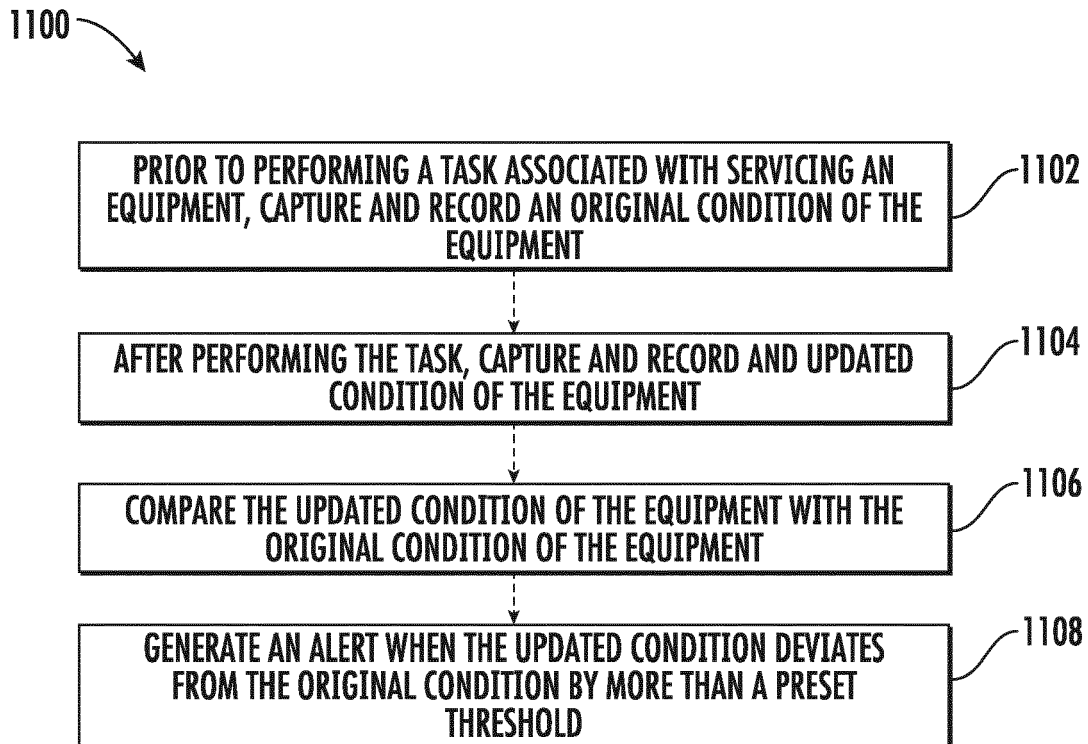 1100
PRIOR TO PERFORMING A TASK ASSOCIATED WITH SERVICING AN
EQUIPMENT, CAPTURE AND RECORD AN ORIGINAL CONDITION OF THE
EQUIPMENT
1102
AFTER PERFORMING THE TASK, CAPTURE AND RECORD AND UPDATED
CONDITION OF THE EQUIPMENT
1104
COMPARE THE UPDATED CONDITION OF THE EQUIPMENT WITH THE
ORIGINAL CONDITION OF THE EQUIPMENT
1106
GENERATE AN ALERT WHEN THE UPDATED CONDITION DEVIATES
FROM THE ORIGINAL CONDITION BY MORE THAN A PRESET
THRESHOLD
1108